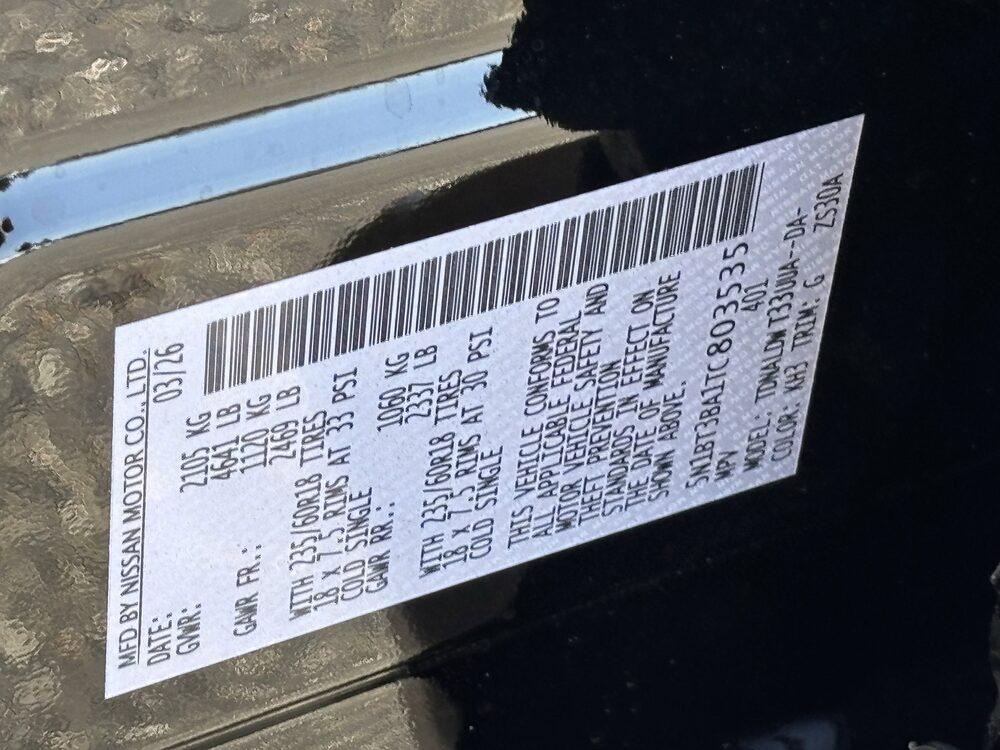 MFD BY NISSAN MOTOR CO., LTD.
DATE: 03/26
GVWR: 2105 KG
4641 LB
GAWR FR.: 1120 KG
2469 LB
WITH 235/60R18 TIRES
18 X 7.5 RIMS AT 33 PSI
COLD SINGLE
GAWR RR.: 1060 KG
2337 LB
WITH 235/60R18 TIRES
18 X 7.5 RIMS AT 30 PSI
COLD SINGLE
THIS VEHICLE CONFORMS TO
ALL APPLICABLE FEDERAL
MOTOR VEHICLE SAFETY AND
THEFT PREVENTION
STANDARDS IN EFFECT ON
THE DATE OF MANUFACTURE
SHOWN ABOVE.
5N1BT3BA1TC803535
MPV 401
MODEL: TDNALDW T33UUA--DA-
COLOR: KH3 TRIM: G ZS30A